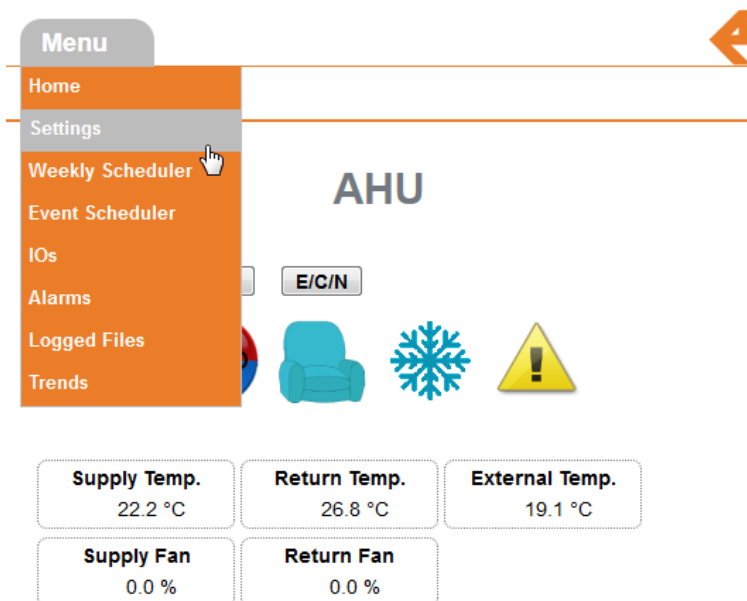 Menu
Home
Settings
Weekly Scheduler
Event Scheduler
IOs
Alarms
Logged Files
Trends
AHU
E/C/N
Supply Temp. Return Temp. External Temp.
22.2 °C 26.8 °C 19.1 °C
Supply Fan Return Fan
0.0 % 0.0 %